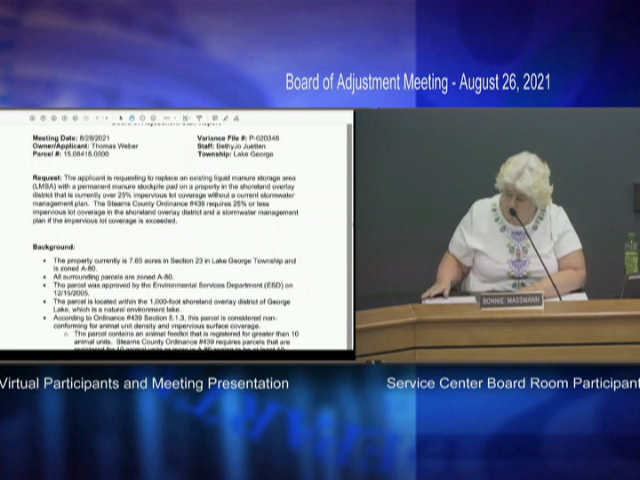 Board of Adjustment Meeting - August 26, 2021
Meeting Date: 8/26/2021
Owner/Applicant: Thomas Weber
Parcel #: 15.08416.0000
Variance File #: P-020348
Staff: BethyJo Juetten
Township: Lake George
Request: The applicant is requesting to replace an existing liquid manure storage area
(LMSA) with a permanent manure stockpile pad on a property in the shoreland overlay
district that is currently over 25% impervious lot coverage without a current stormwater
management plan. The Stearns County Ordinance #439 requires 25% or less
impervious lot coverage in the shoreland overlay district and a stormwater management
plan if the impervious lot coverage is exceeded.
Background:
• The property currently is 7.85 acres in Section 23 in Lake George Township and
is zoned A-80.
• All surrounding parcels are zoned A-80.
• The parcel was approved by the Environmental Services Department (ESD) on
12/15/2005.
• The parcel is located within the 1,000-foot shoreland overlay district of George
Lake, which is a natural environment lake.
• According to Ordinance #439 Section 5.1.3, this parcel is considered non-
conforming for animal unit density and impervious surface coverage.
o The parcel contains an animal feedlot that is registered for greater than 10
animal units. Stearns County Ordinance #439 requires parcels that are
BONNIE MASSMANN
Virtual Participants and Meeting Presentation
Service Center Board Room Participant